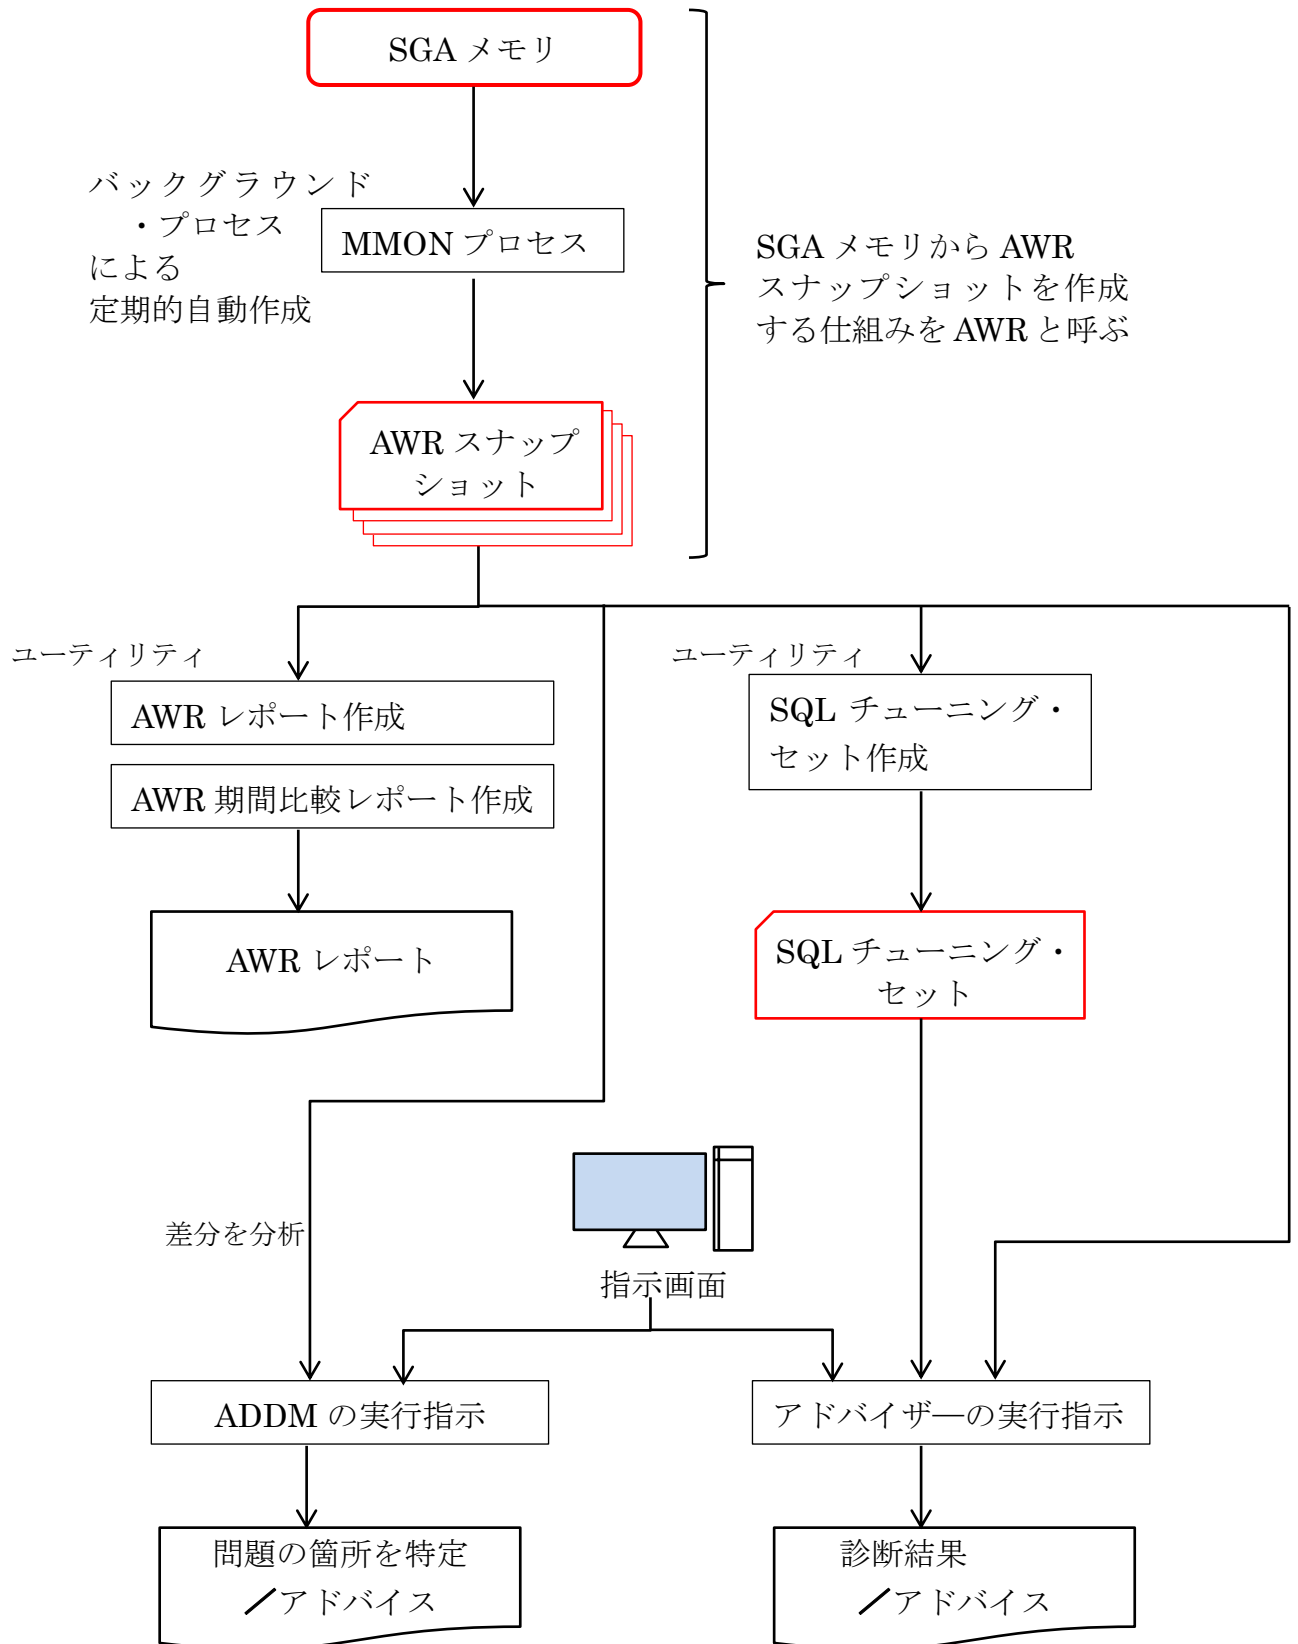 SGA メモリ
バックグラウンド
・プロセス
による
定期的自動作成
MMON プロセス
SGA メモリから AWR
スナップショットを作成
する仕組みを AWR と呼ぶ
AWR スナップ
ショット
ユーティリティ
AWR レポート作成
AWR 期間比較レポート作成
AWR レポート
ユーティリティ
SQL チューニング・
セット作成
SQL チューニング・
セット
差分を分析
指示画面
ADDM の実行指示
アドバイザ―の実行指示
問題の箇所を特定
／アドバイス
診断結果
／アドバイス